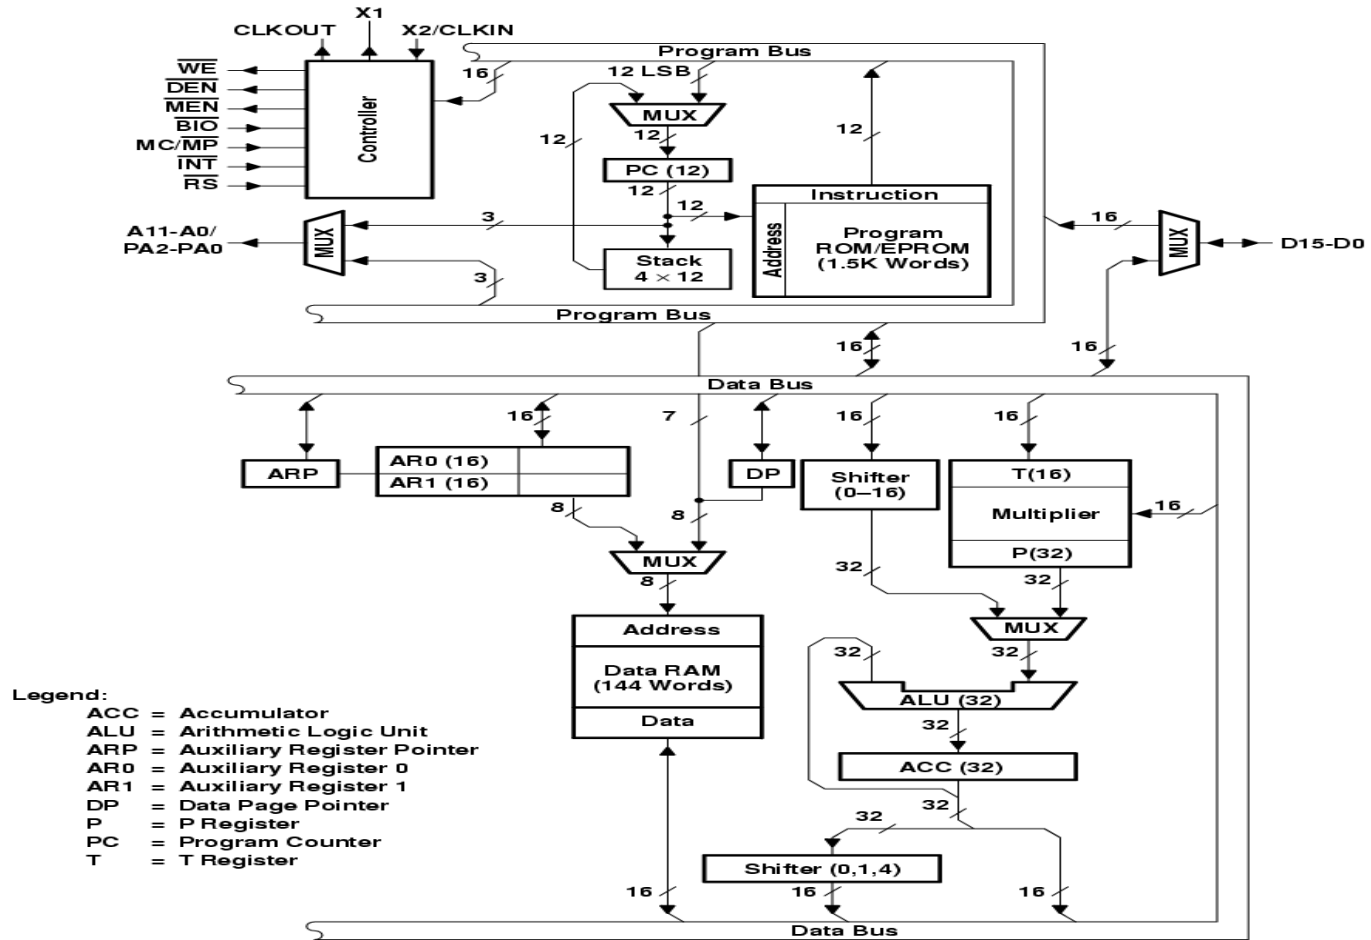 X1
CLKOUT
X2/CLKIN
Program Bus
WE
DEN
MEN
BIO
MC/MP
INT
RS
Controller
16
12 LSB
MUX
12
12
12
PC (12)
12
12
Instruction
Address
Program
ROM/EPROM
(1.5K Words)
Stack
4 × 12
A11-A0/
PA2-PA0
MUX
3
3
16
MUX
D15-D0
Program Bus
16
16
Data Bus
16
7
16
16
ARP
AR0 (16)
AR1 (16)
DP
Shifter
(0–16)
T(16)
Multiplier
P(32)
16
8
8
MUX
8
32
32
MUX
32
32
Address
Data RAM
(144 Words)
Data
ALU (32)
32
ACC (32)
32
32
Shifter (0,1,4)
16
16
16
Data Bus
Legend:
ACC = Accumulator
ALU = Arithmetic Logic Unit
ARP = Auxiliary Register Pointer
AR0 = Auxiliary Register 0
AR1 = Auxiliary Register 1
DP = Data Page Pointer
P = P Register
PC = Program Counter
T = T Register